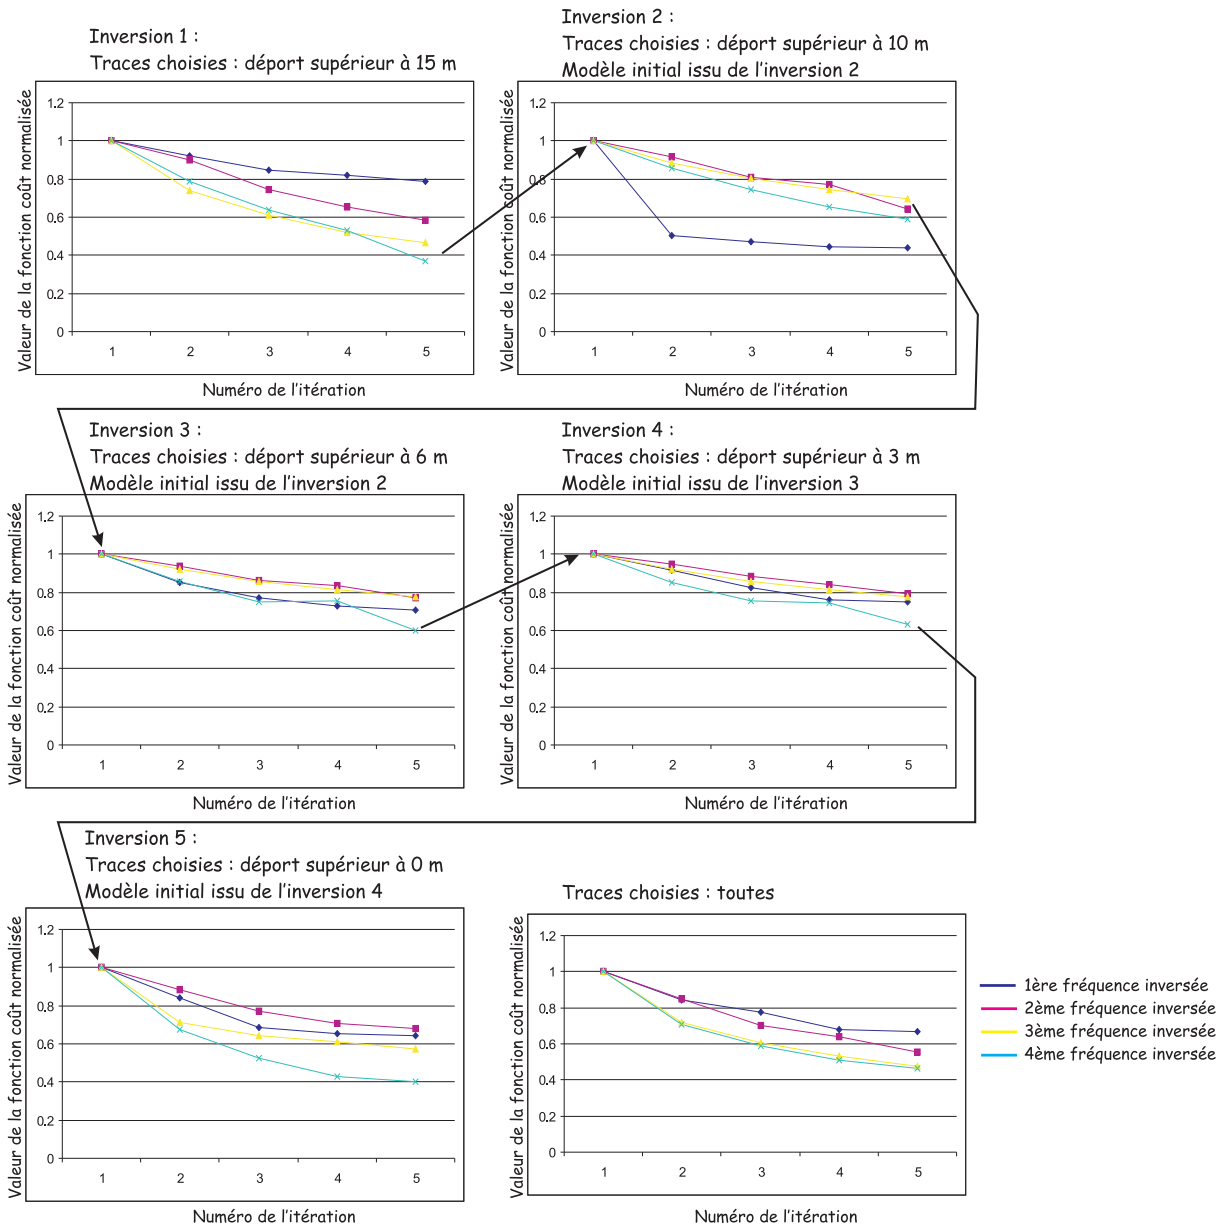 Inversion 1 :
Traces choisies : déport supérieur à 15 m
Valeur de la fonction coût normalisée
1.2
1
0.8
0.6
0.4
0.2
0
1 2 3 4 5
Numéro de l'itération
Inversion 2 :
Traces choisies : déport supérieur à 10 m
Modèle initial issu de l'inversion 2
Valeur de la fonction coût normalisée
1.2
1
0.8
0.6
0.4
0.2
0
1 2 3 4 5
Numéro de l'itération
Inversion 3 :
Traces choisies : déport supérieur à 6 m
Modèle initial issu de l'inversion 2
Valeur de la fonction coût normalisée
1.2
1
0.8
0.6
0.4
0.2
0
1 2 3 4 5
Numéro de l'itération
Inversion 4 :
Traces choisies : déport supérieur à 3 m
Modèle initial issu de l'inversion 3
Valeur de la fonction coût normalisée
1.2
1
0.8
0.6
0.4
0.2
0
1 2 3 4 5
Numéro de l'itération
Inversion 5 :
Traces choisies : déport supérieur à 0 m
Modèle initial issu de l'inversion 4
Valeur de la fonction coût normalisée
1.2
1
0.8
0.6
0.4
0.2
0
1 2 3 4 5
Numéro de l'itération
Traces choisies : toutes
Valeur de la fonction coût normalisée
1.2
1
0.8
0.6
0.4
0.2
0
1 2 3 4 5
Numéro de l'itération
1ère fréquence inversée
2ème fréquence inversée
3ème fréquence inversée
4ème fréquence inversée